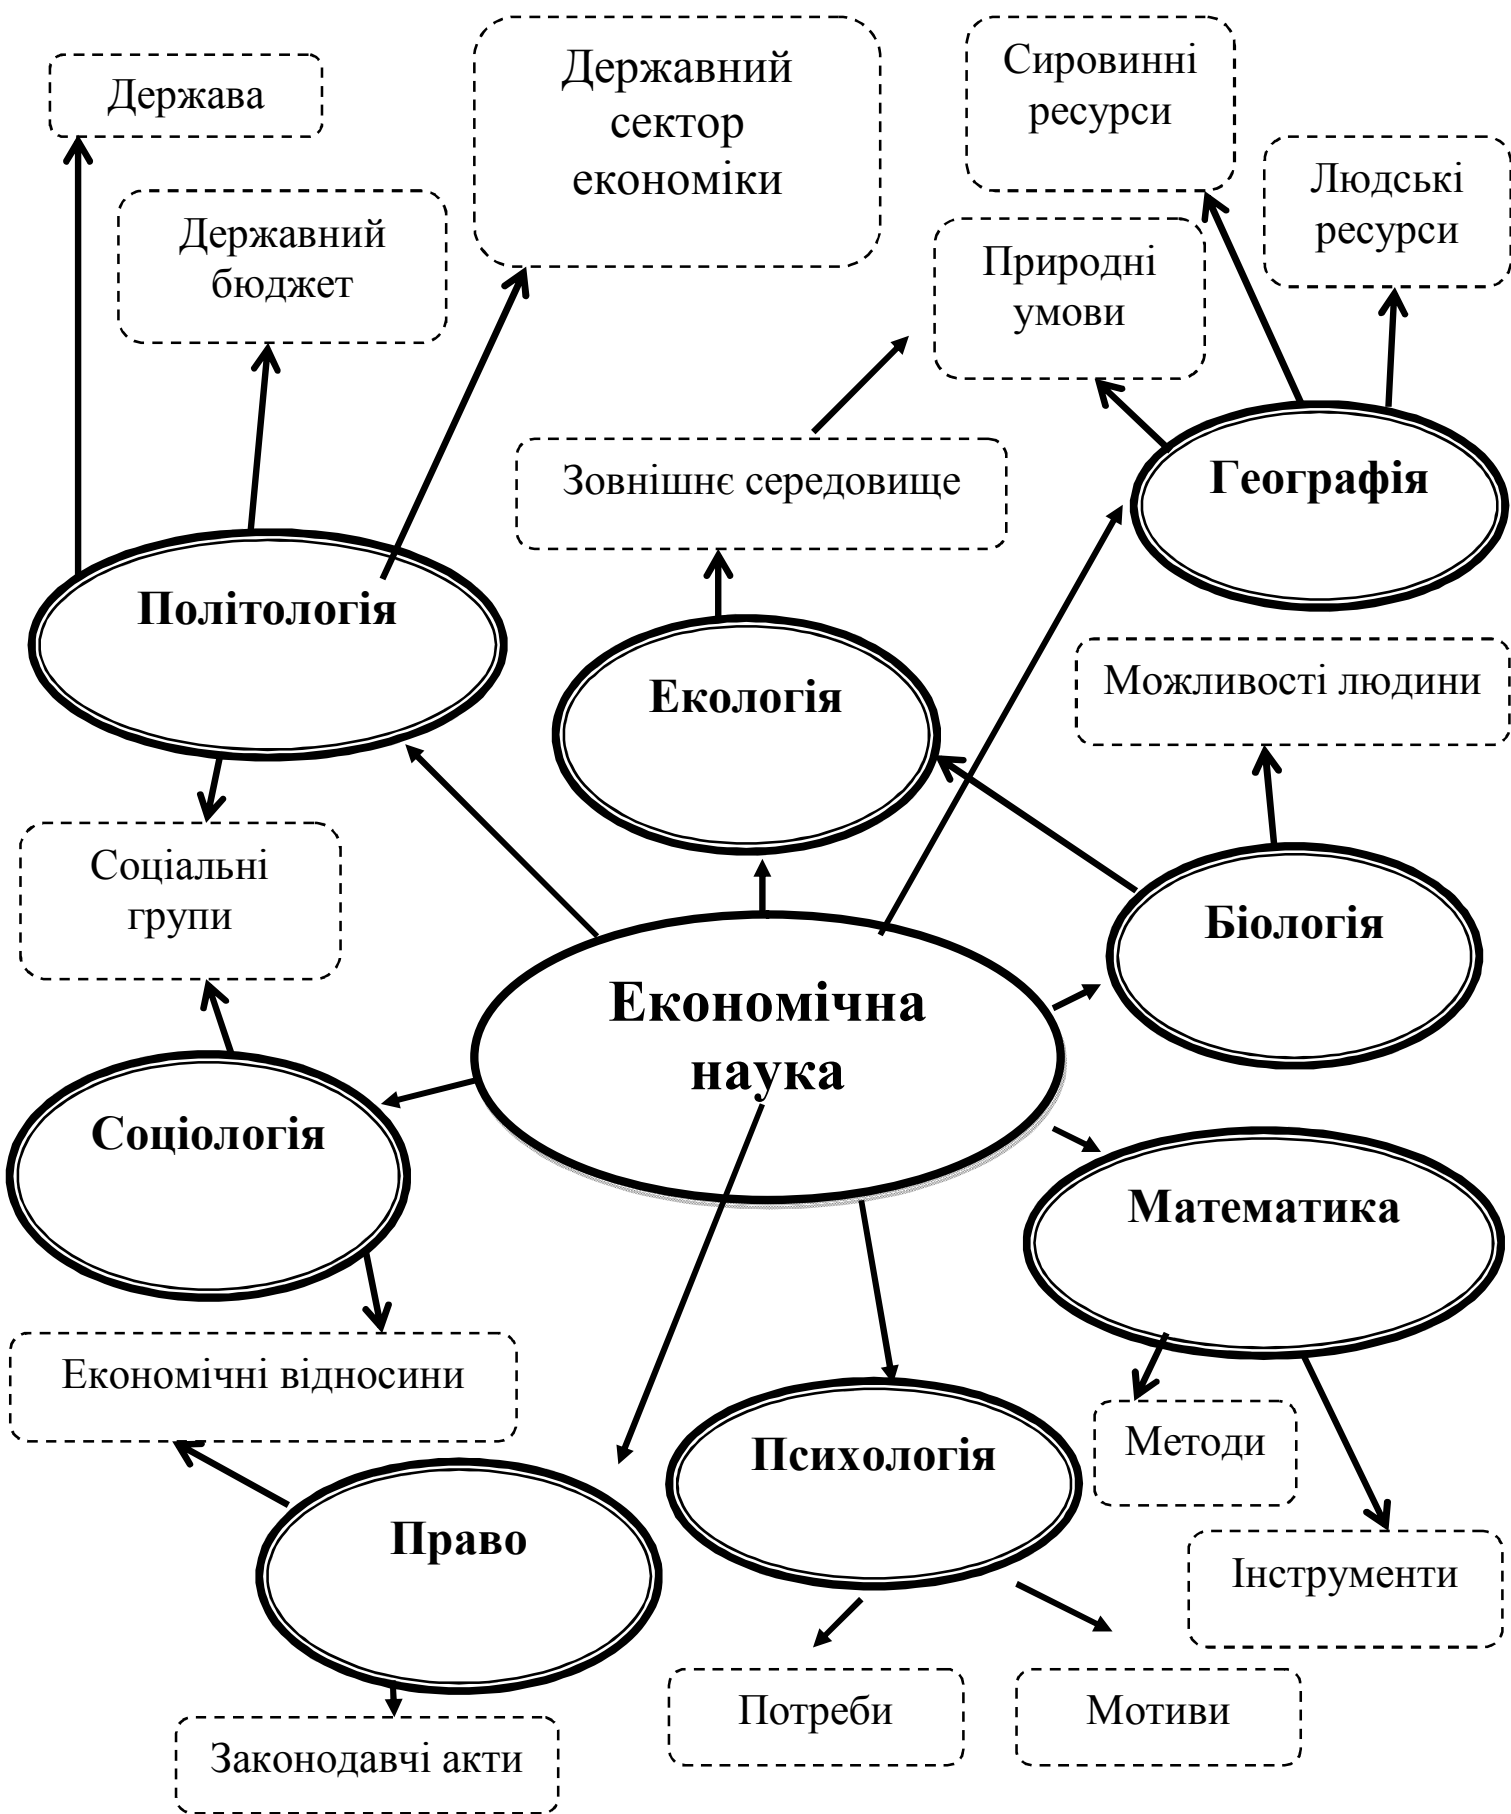 Держава
Державний
сектор
економіки
Сировинні
ресурси
Людські
ресурси
Державний
бюджет
Природні
умови
Зовнішнє середовище
Географія
Політологія
Екологія
Можливості людини
Соціальні
групи
Біологія
Економічна
наука
Соціологія
Математика
Економічні відносини
Методи
Психологія
Право
Інструменти
Потреби
Мотиви
Законодавчі акти